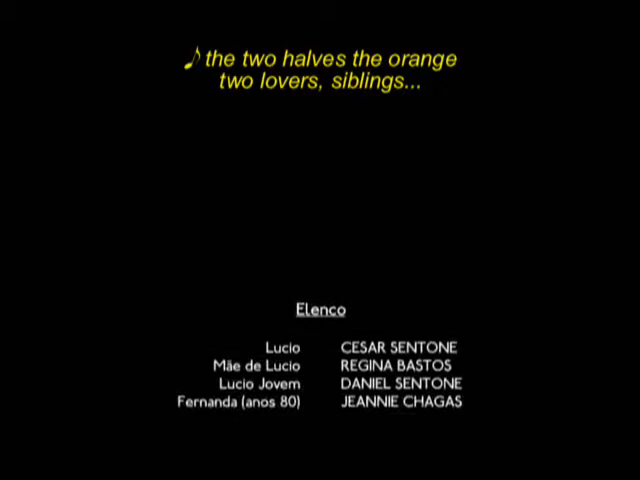 ♪ the two halves the orange
two lovers, siblings...
Elenco
Lucio CESAR SENTONE
Mãe de Lucio REGINA BASTOS
Lucio Jovem DANIEL SENTONE
Fernanda (anos 80) JEANNIE CHAGAS